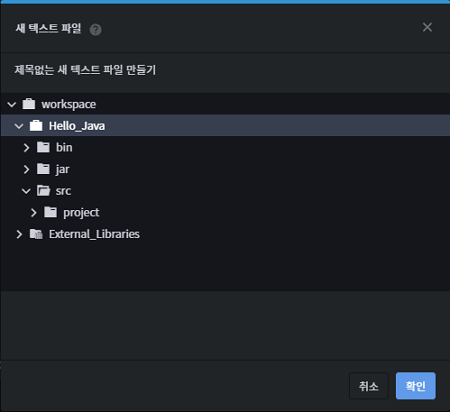 새 텍스트 파일 ?
제목없는 새 텍스트 파일 만들기
workspace
Hello_Java
bin
jar
src
project
External_Libraries
취소 확인